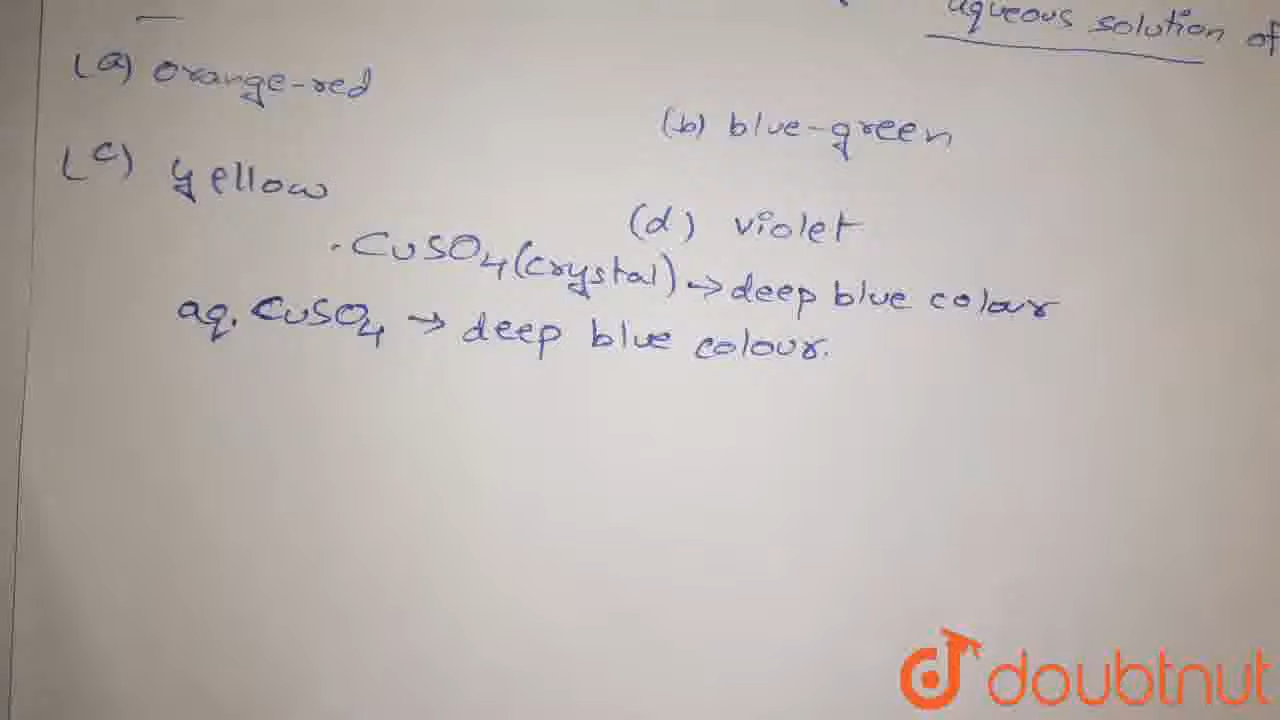 aqueous solution of
(a) orange-red
(b) blue-green
(c) yellow
(d) violet
. CuSO4 (crystal) → deep blue colour
aq. CuSO4 → deep blue colour.
doubtnut